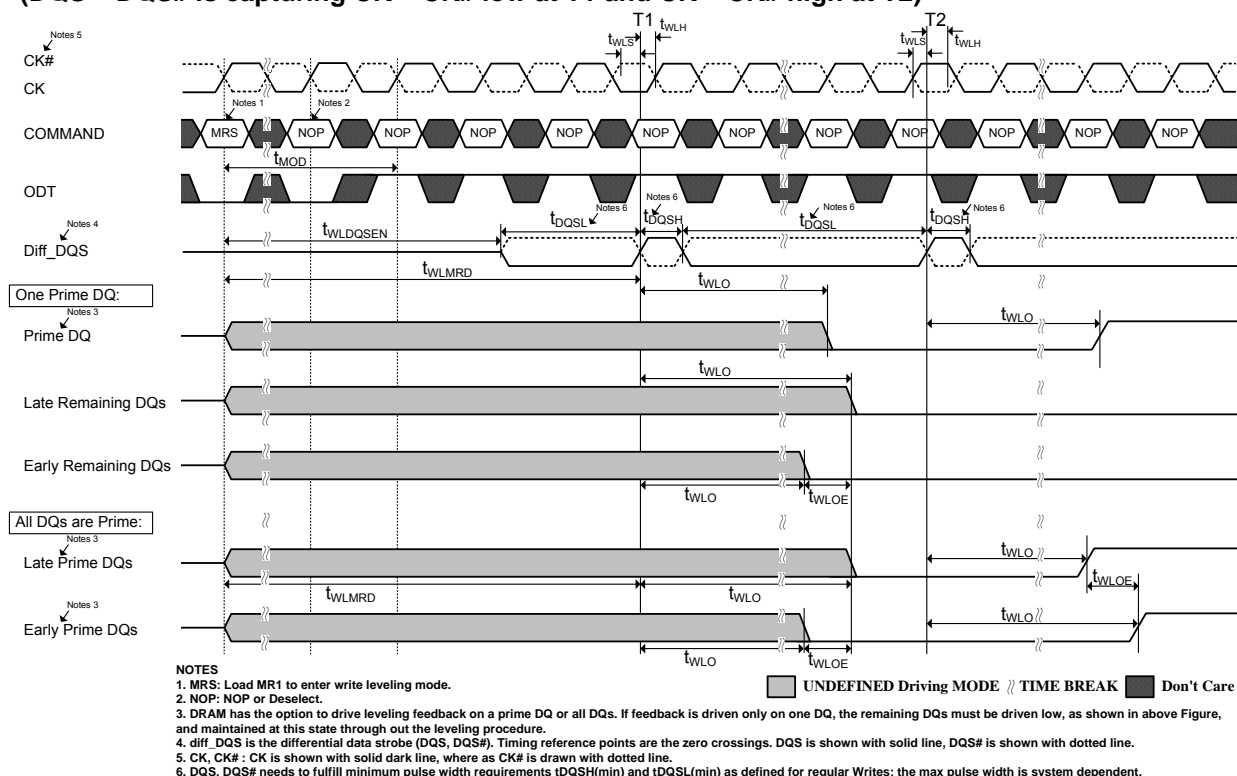 (DQS - DQS# is capturing CK - CK# low at T1 and CK - CK# high at T2)
T1 T2
tWLS tWLH tWLS tWLH
Notes 5
CK#
CK
Notes 1 Notes 2
COMMAND MRS NOP NOP NOP NOP NOP NOP NOP NOP NOP NOP NOP
tMOD
ODT
Notes 6 Notes 6 Notes 6 Notes 6
Notes 4
tDQSL tDQSH tDQSL tDQSH
tWLDQSEN
Diff_DQS
tWLMRD
tWLO
One Prime DQ:
Notes 3
tWLO
Prime DQ
tWLO
Late Remaining DQs
Early Remaining DQs
tWLO tWLOE
All DQs are Prime:
Notes 3
tWLO
Late Prime DQs
tWLOE
tWLMRD tWLO
Notes 3
tWLO
Early Prime DQs
tWLO tWLOE
NOTES
1. MRS: Load MR1 to enter write leveling mode.
UNDEFINED Driving MODE TIME BREAK Don't Care
2. NOP: NOP or Deselect.
3. DRAM has the option to drive leveling feedback on a prime DQ or all DQs. If feedback is driven only on one DQ, the remaining DQs must be driven low, as shown in above Figure,
and maintained at this state through out the leveling procedure.
4. diff_DQS is the differential data strobe (DQS, DQS#). Timing reference points are the zero crossings. DQS is shown with solid line, DQS# is shown with dotted line.
5. CK, CK# : CK is shown with solid dark line, where as CK# is drawn with dotted line.
6. DQS, DQS# needs to fulfill minimum pulse width requirements tDQSH(min) and tDQSL(min) as defined for regular Writes; the max pulse width is system dependent.